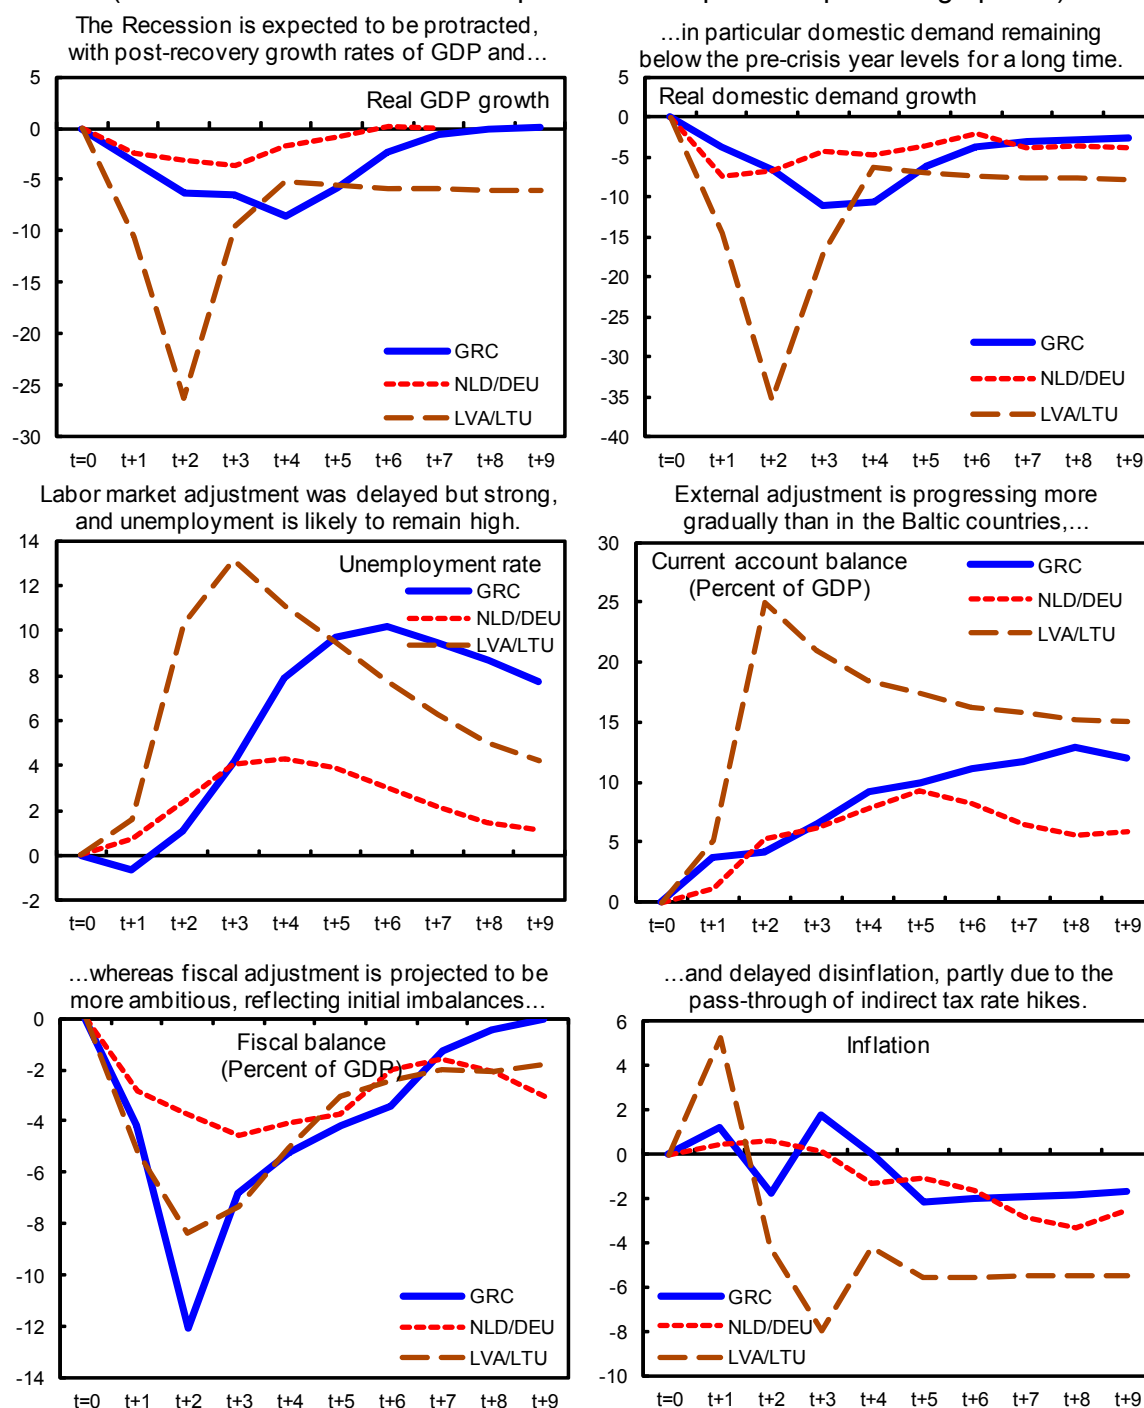 The Recession is expected to be protracted,
with post-recovery growth rates of GDP and...
5
0
-5
-10
-15
-20
-25
-30
Real GDP growth
GRC
NLD/DEU
LVA/LTU
t=0 t+1 t+2 t+3 t+4 t+5 t+6 t+7 t+8 t+9
...in particular domestic demand remaining
below the pre-crisis year levels for a long time.
5
0
-5
-10
-15
-20
-25
-30
-35
-40
Real domestic demand growth
GRC
NLD/DEU
LVA/LTU
t=0 t+1 t+2 t+3 t+4 t+5 t+6 t+7 t+8 t+9
Labor market adjustment was delayed but strong,
and unemployment is likely to remain high.
14
12
10
8
6
4
2
0
-2
Unemployment rate
GRC
NLD/DEU
LVA/LTU
t=0 t+1 t+2 t+3 t+4 t+5 t+6 t+7 t+8 t+9
External adjustment is progressing more
gradually than in the Baltic countries,...
30
25
20
15
10
5
0
Current account balance
(Percent of GDP)
GRC
NLD/DEU
LVA/LTU
t=0 t+1 t+2 t+3 t+4 t+5 t+6 t+7 t+8 t+9
...whereas fiscal adjustment is projected to be
more ambitious, reflecting initial imbalances...
0
-2
-4
-6
-8
-10
-12
-14
Fiscal balance
(Percent of GDP)
GRC
NLD/DEU
LVA/LTU
t=0 t+1 t+2 t+3 t+4 t+5 t+6 t+7 t+8 t+9
...and delayed disinflation, partly due to the
pass-through of indirect tax rate hikes.
6
4
2
0
-2
-4
-6
-8
-10
Inflation
GRC
NLD/DEU
LVA/LTU
t=0 t+1 t+2 t+3 t+4 t+5 t+6 t+7 t+8 t+9